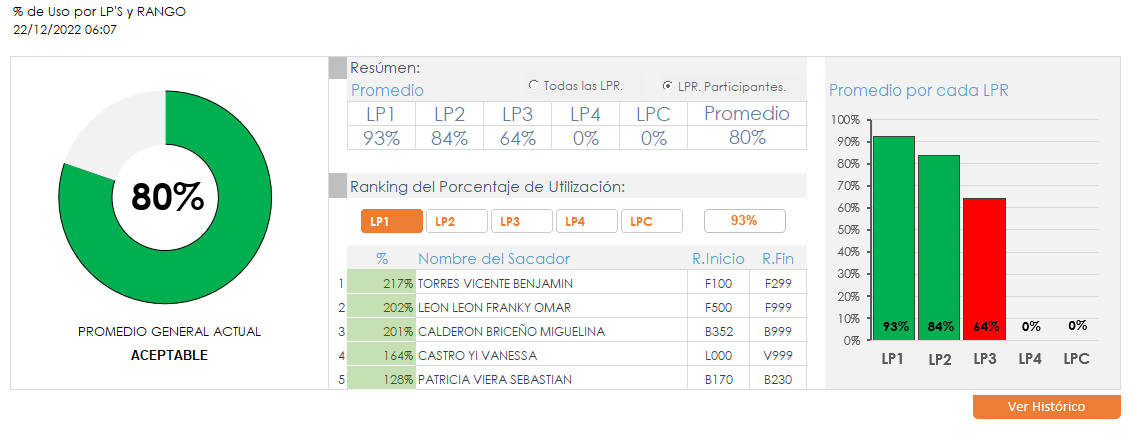 % de Uso por LP'S y RANGO
22/12/2022 06:07
80%
PROMEDIO GENERAL ACTUAL
ACEPTABLE
Resúmen:
Promedio
Todas las LPR.
LPR. Participantes.
LP1 LP2 LP3 LP4 LPC Promedio
93% 84% 64% 0% 0% 80%
Ranking del Porcentaje de Utilización:
LP1 LP2 LP3 LP4 LPC 93%
% Nombre del Sacador R.Inicio R.Fin
1 217% TORRES VICENTE BENJAMIN F100 F299
2 202% LEON LEON FRANKY OMAR F500 F999
3 201% CALDERON BRICEÑO MIGUELINA B352 B999
4 164% CASTRO YI VANESSA L000 V999
5 128% PATRICIA VIERA SEBASTIAN B170 B230
Promedio por cada LPR
100%
90%
80%
70%
60%
50%
40%
30%
20%
10%
0%
93% 84% 64% 0% 0%
LP1 LP2 LP3 LP4 LPC
Ver Histórico